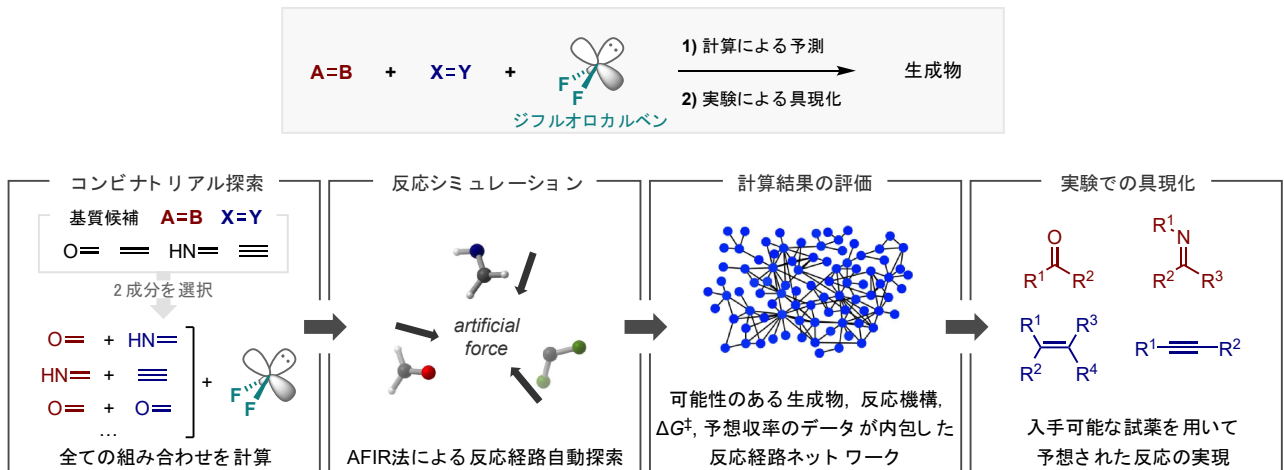 A=B + X=Y + F F 1) 計算による予測 生成物
ジフルオロカルベン 2) 実験による具現化
コンビナトリアル探索
基質候補 A=B X=Y
O HN
2成分を選択
O + HN
HN +
O + O
...
+ F F
全ての組み合わせを計算
反応シミュレーション
artificial
force
AFIR法による反応経路自動探索
計算結果の評価
可能性のある生成物, 反応機構,
ΔG‡, 予想収率のデータが内包した
反応経路ネットワーク
実験での具現化
O
R1 R2
R1 N
R2 R3
R1 R3
R2 R4
R1 R2
入手可能な試薬を用いて
予想された反応の実現